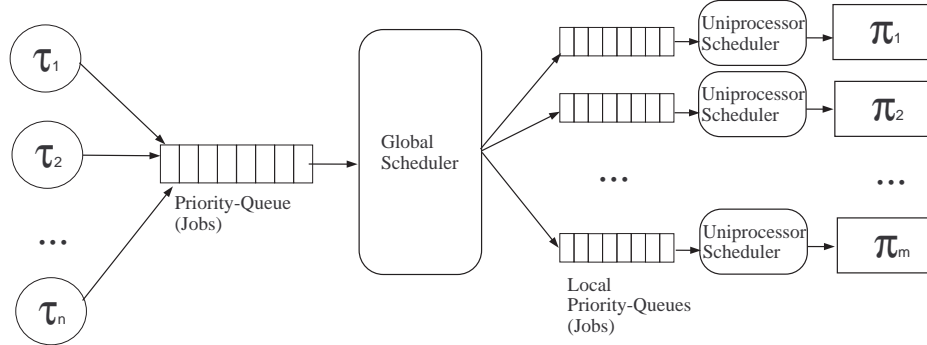 τ1
τ2
...
τn
Priority-Queue
(Jobs)
Global
Scheduler
Uniprocessor
Scheduler
π1
Uniprocessor
Scheduler
π2
...
...
Uniprocessor
Scheduler
πm
Local
Priority-Queues
(Jobs)